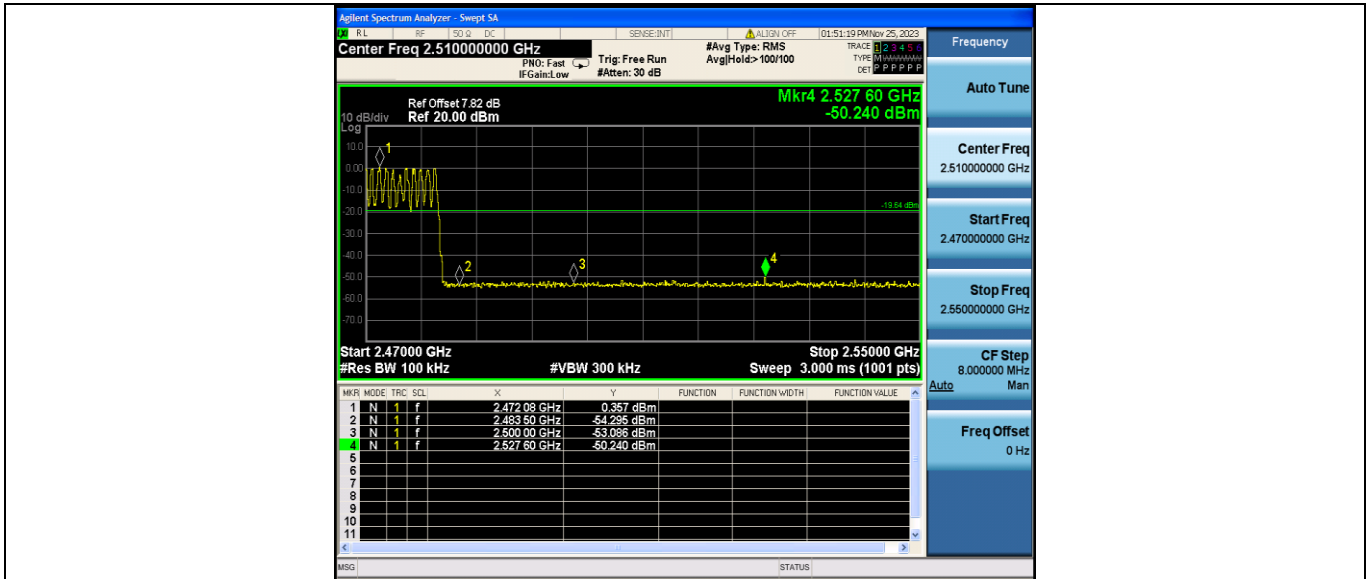 Agilent Spectrum Analyzer - Swept SA
LXI RL RF 50 Ω DC SENSE:INT ALIGN OFF 01:51:19 PM Nov 25, 2023
Center Freq 2.510000000 GHz
PNO: Fast
IFGain:Low
Trig: Free Run
#Atten: 30 dB
#Avg Type: RMS
Avg|Hold:>100/100
TRACE 1 2 3 4 5 6
TYPE M WWWWW
DET P P P P P P
Ref Offset 7.82 dB
10 dB/div Ref 20.00 dBm
Log
Mkr4 2.527 60 GHz
-50.240 dBm
10.0
0.00
-10.0
-20.0
-30.0
-40.0
-50.0
-60.0
-70.0
1
2
3
4
-19.64 dBm
Start 2.47000 GHz Stop 2.55000 GHz
#Res BW 100 kHz #VBW 300 kHz Sweep 3.000 ms (1001 pts)
MKR MODE TRC SCL X Y FUNCTION FUNCTION WIDTH FUNCTION VALUE
1 N 1 f 2.472 08 GHz 0.357 dBm
2 N 1 f 2.483 50 GHz -54.295 dBm
3 N 1 f 2.500 00 GHz -53.086 dBm
4 N 1 f 2.527 60 GHz -50.240 dBm
5
6
7
8
9
10
11
MSG STATUS
Frequency
Auto Tune
Center Freq
2.510000000 GHz
Start Freq
2.470000000 GHz
Stop Freq
2.550000000 GHz
CF Step
8.000000 MHz
Auto Man
Freq Offset
0 Hz